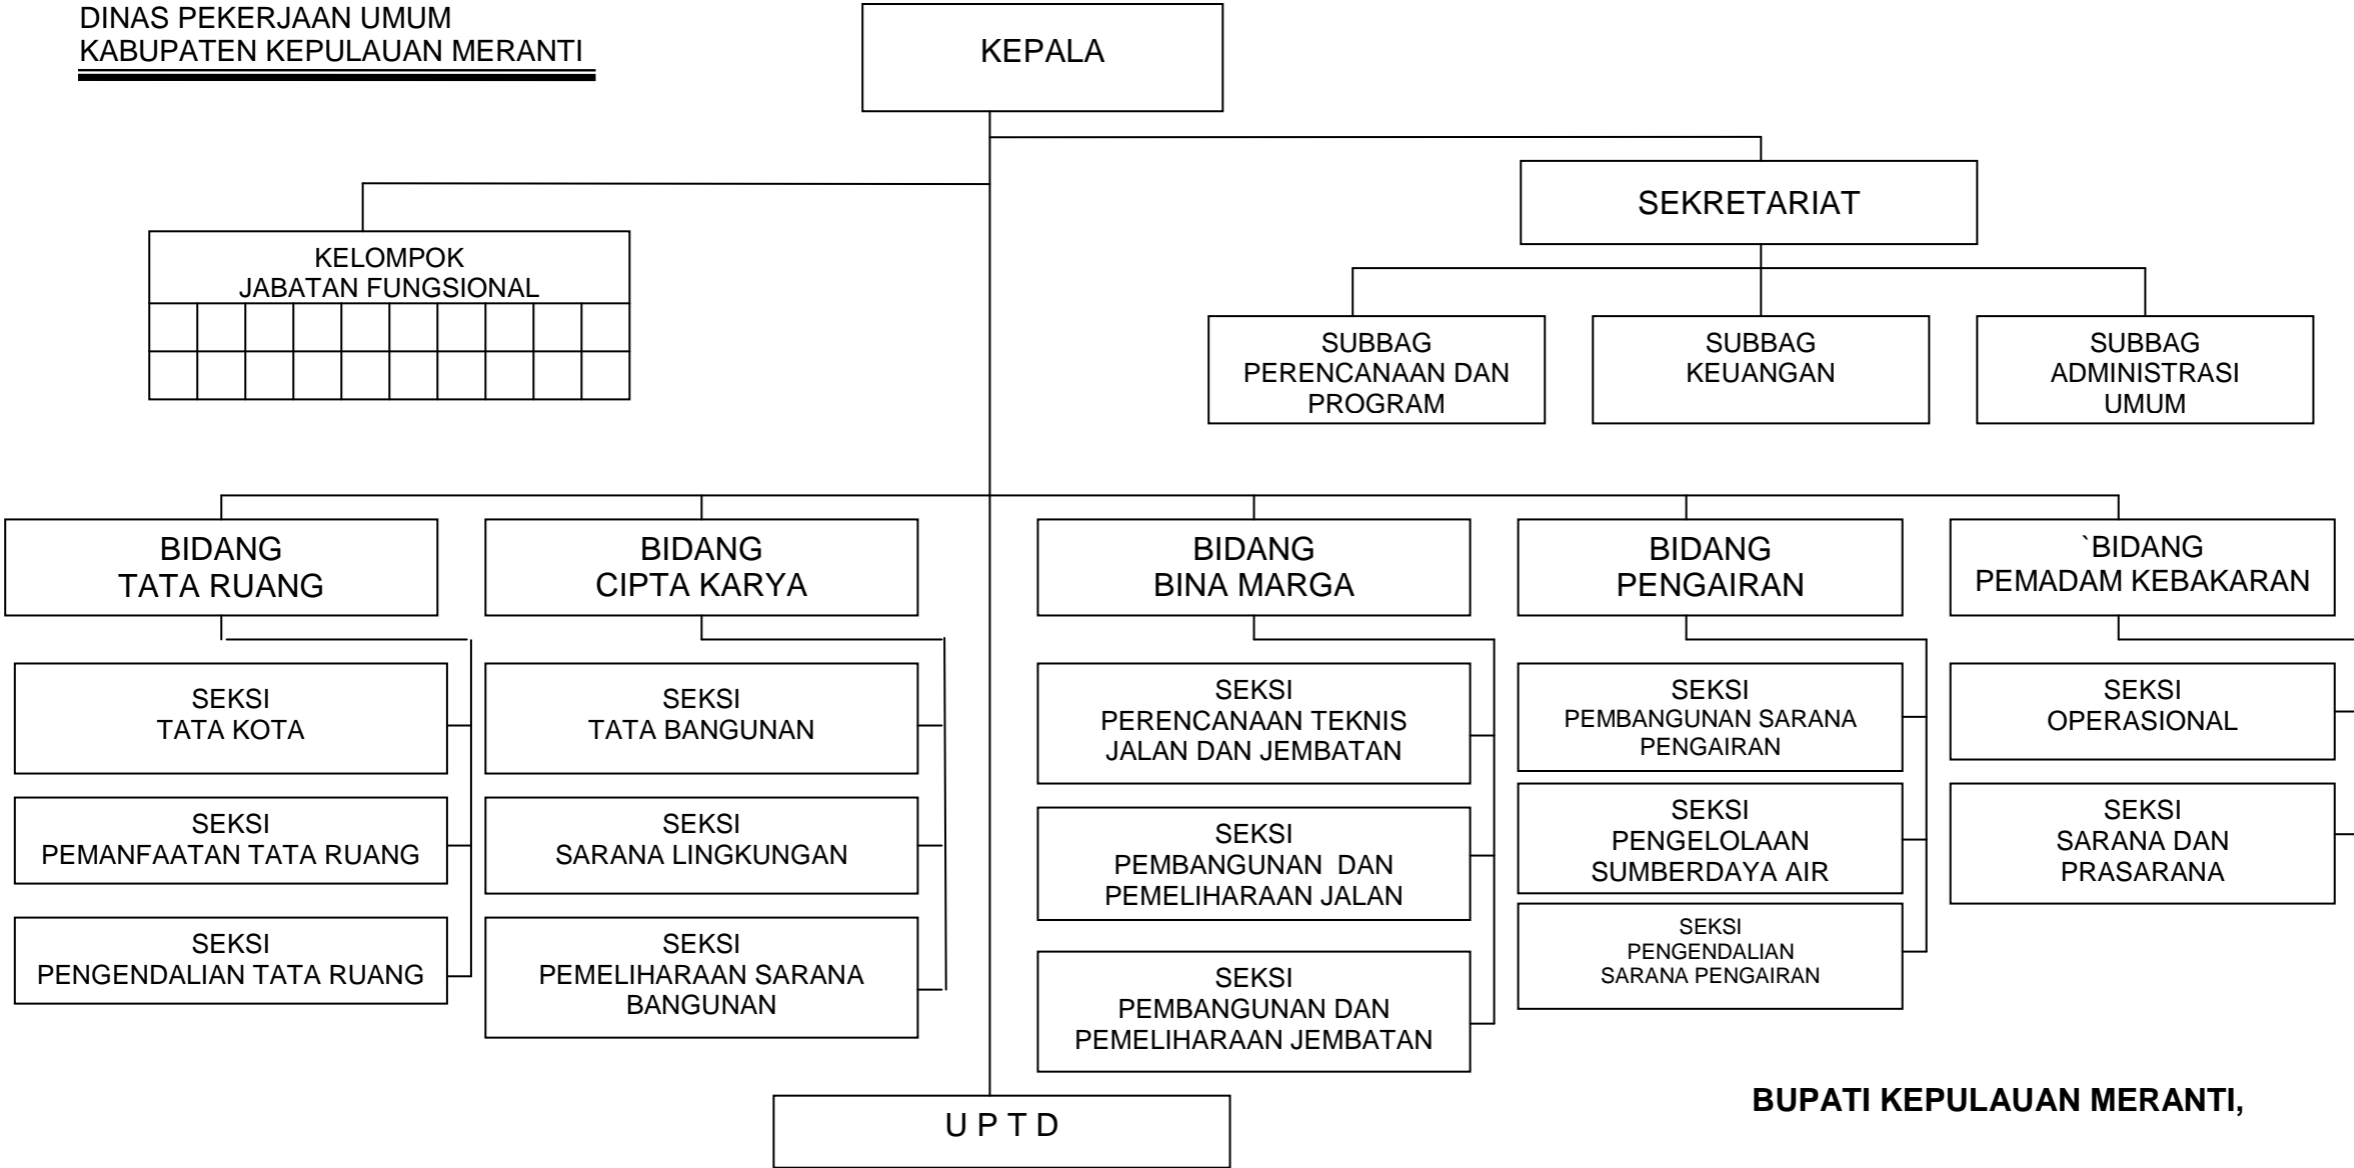 DINAS PEKERJAAN UMUM
KABUPATEN KEPULAUAN MERANTI
KEPALA
SEKRETARIAT
KELOMPOK
JABATAN FUNGSIONAL
SUBBAG
PERENCANAAN DAN
PROGRAM
SUBBAG
KEUANGAN
SUBBAG
ADMINISTRASI
UMUM
BIDANG
TATA RUANG
BIDANG
CIPTA KARYA
BIDANG
BINA MARGA
BIDANG
PENGAIRAN
`BIDANG
PEMADAM KEBAKARAN
SEKSI
TATA KOTA
SEKSI
PEMANFAATAN TATA RUANG
SEKSI
PENGENDALIAN TATA RUANG
SEKSI
TATA BANGUNAN
SEKSI
SARANA LINGKUNGAN
SEKSI
PEMELIHARAAN SARANA
BANGUNAN
SEKSI
PERENCANAAN TEKNIS
JALAN DAN JEMBATAN
SEKSI
PEMBANGUNAN  DAN
PEMELIHARAAN JALAN
SEKSI
PEMBANGUNAN DAN
PEMELIHARAAN JEMBATAN
SEKSI
PEMBANGUNAN SARANA
PENGAIRAN
SEKSI
PENGELOLAAN
SUMBERDAYA AIR
SEKSI
PENGENDALIAN
SARANA PENGAIRAN
SEKSI
OPERASIONAL
SEKSI
SARANA DAN
PRASARANA
U P T D
BUPATI KEPULAUAN MERANTI,